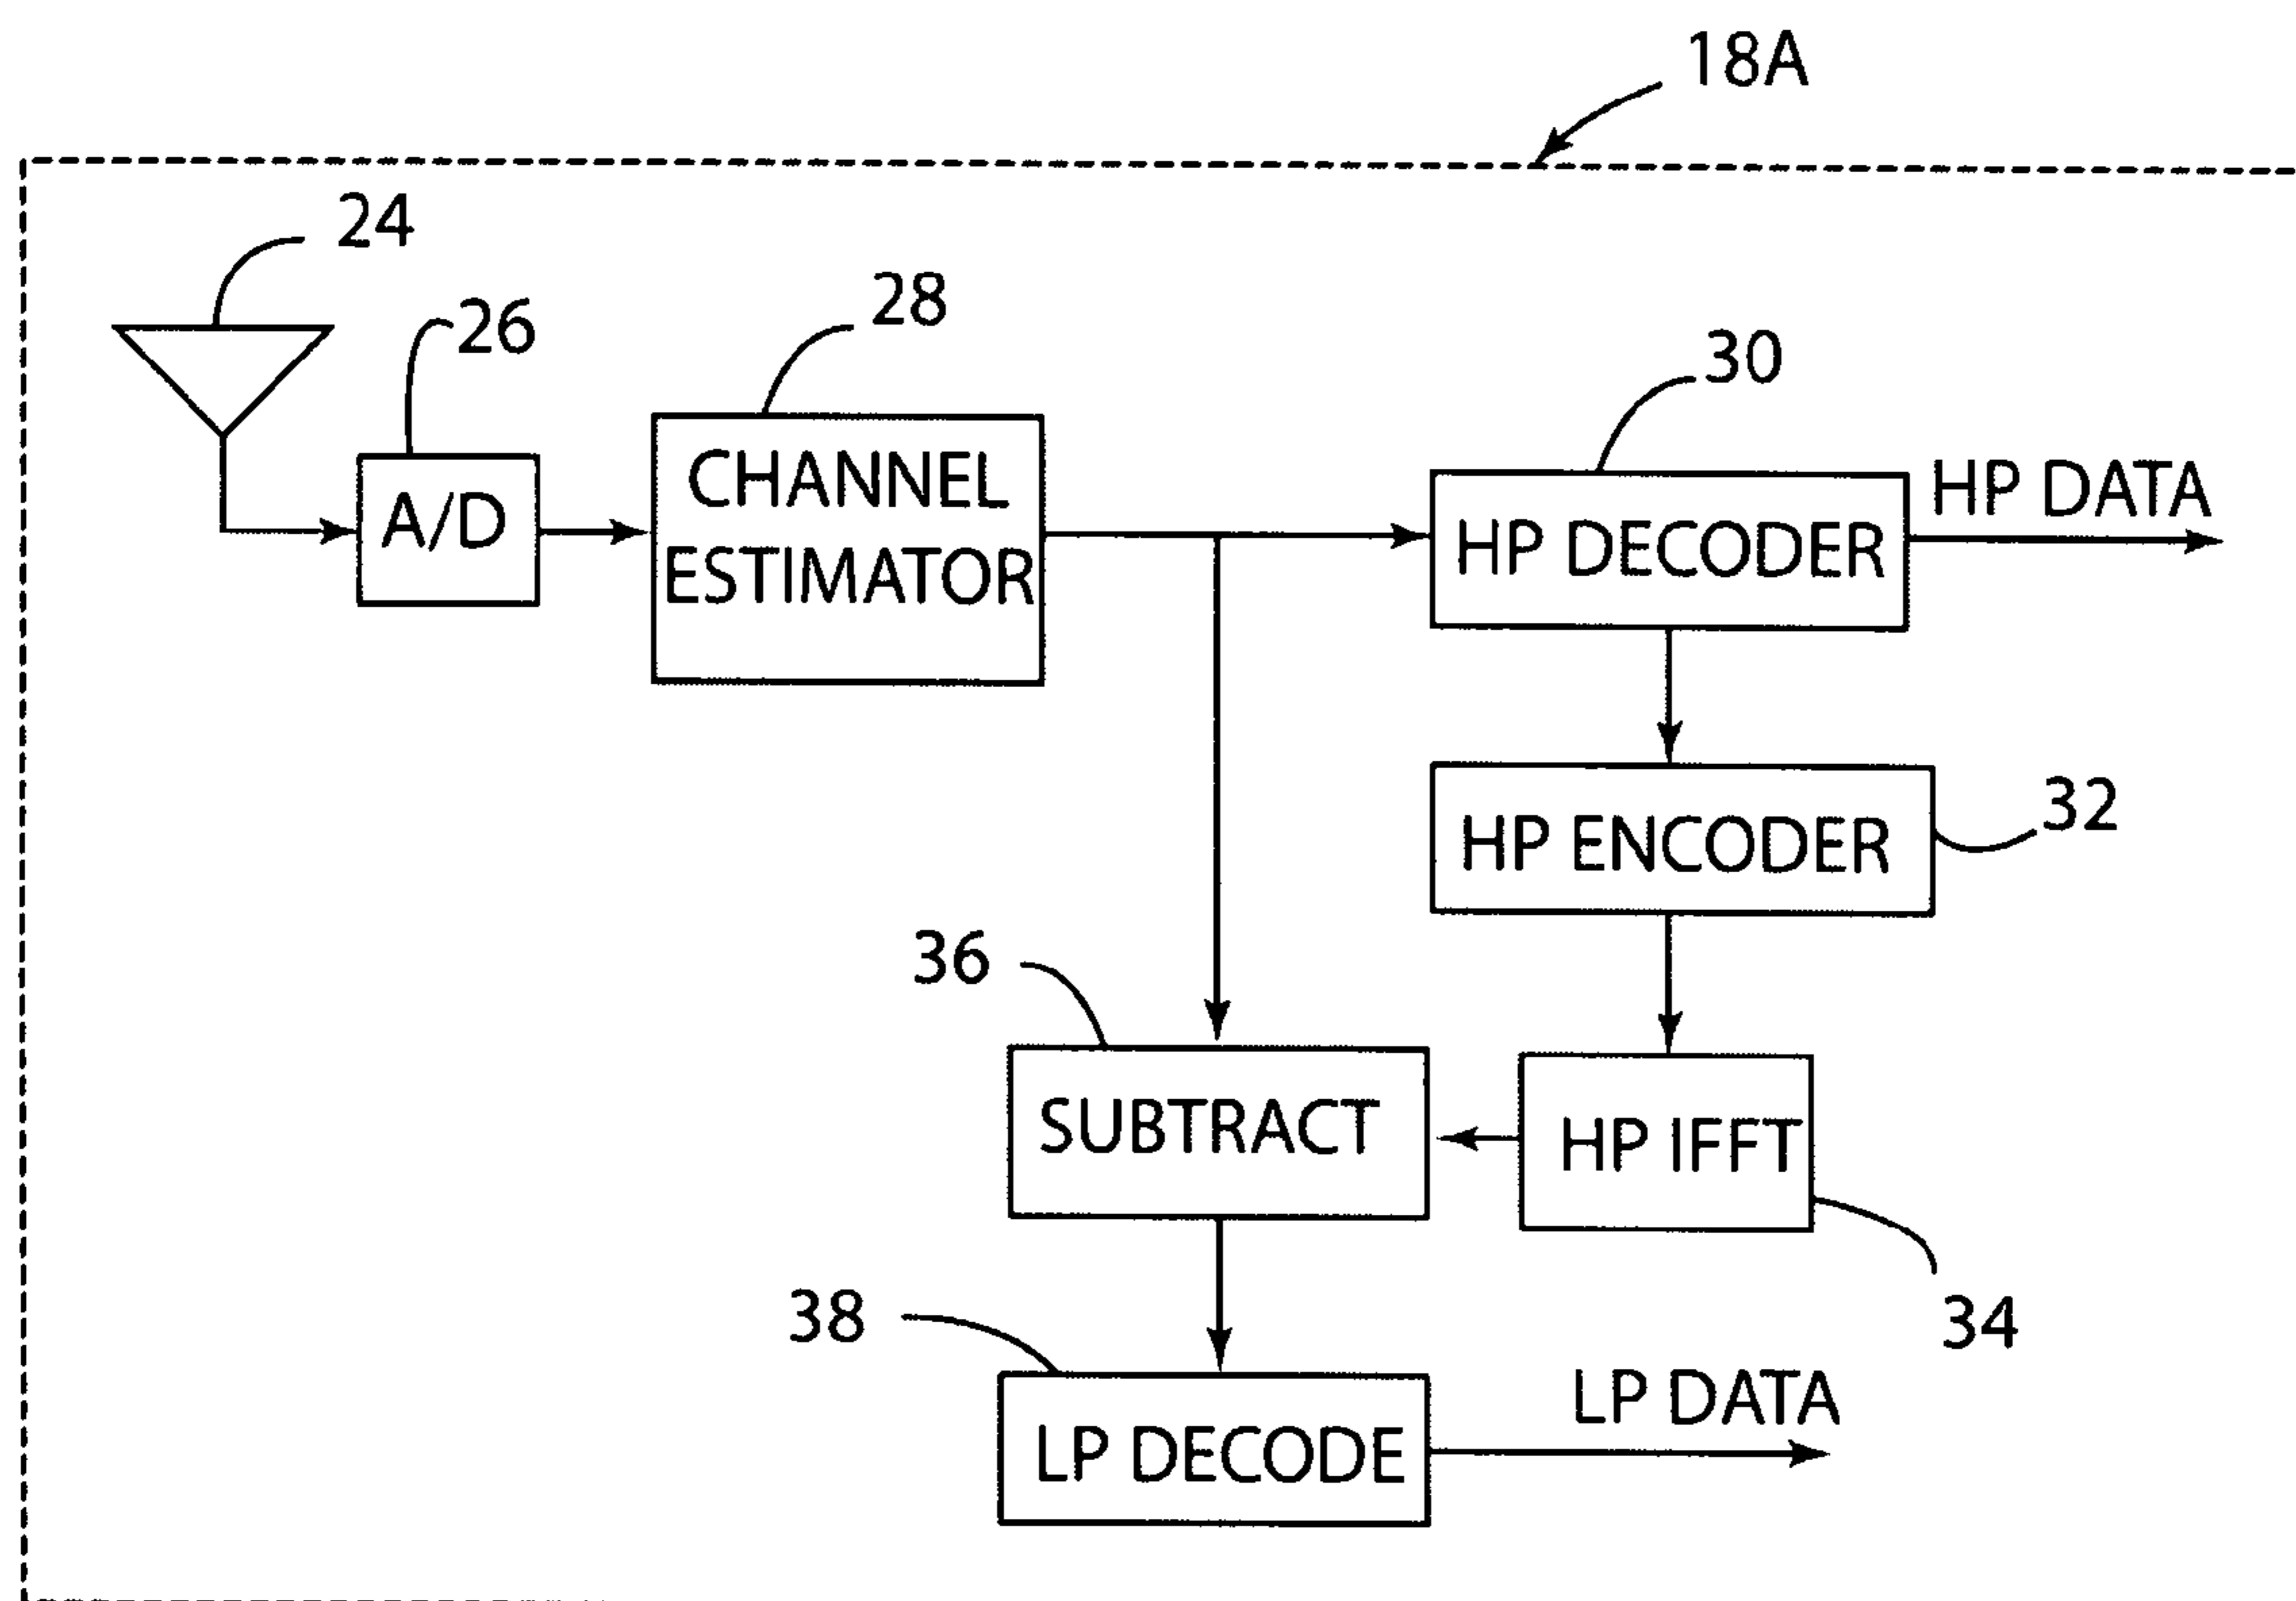 18A
24
26
28
30
A/D
CHANNEL
ESTIMATOR
HP DECODER
HP DATA
HP ENCODER
32
36
SUBTRACT
HP IFFT
34
38
LP DECODE
LP DATA